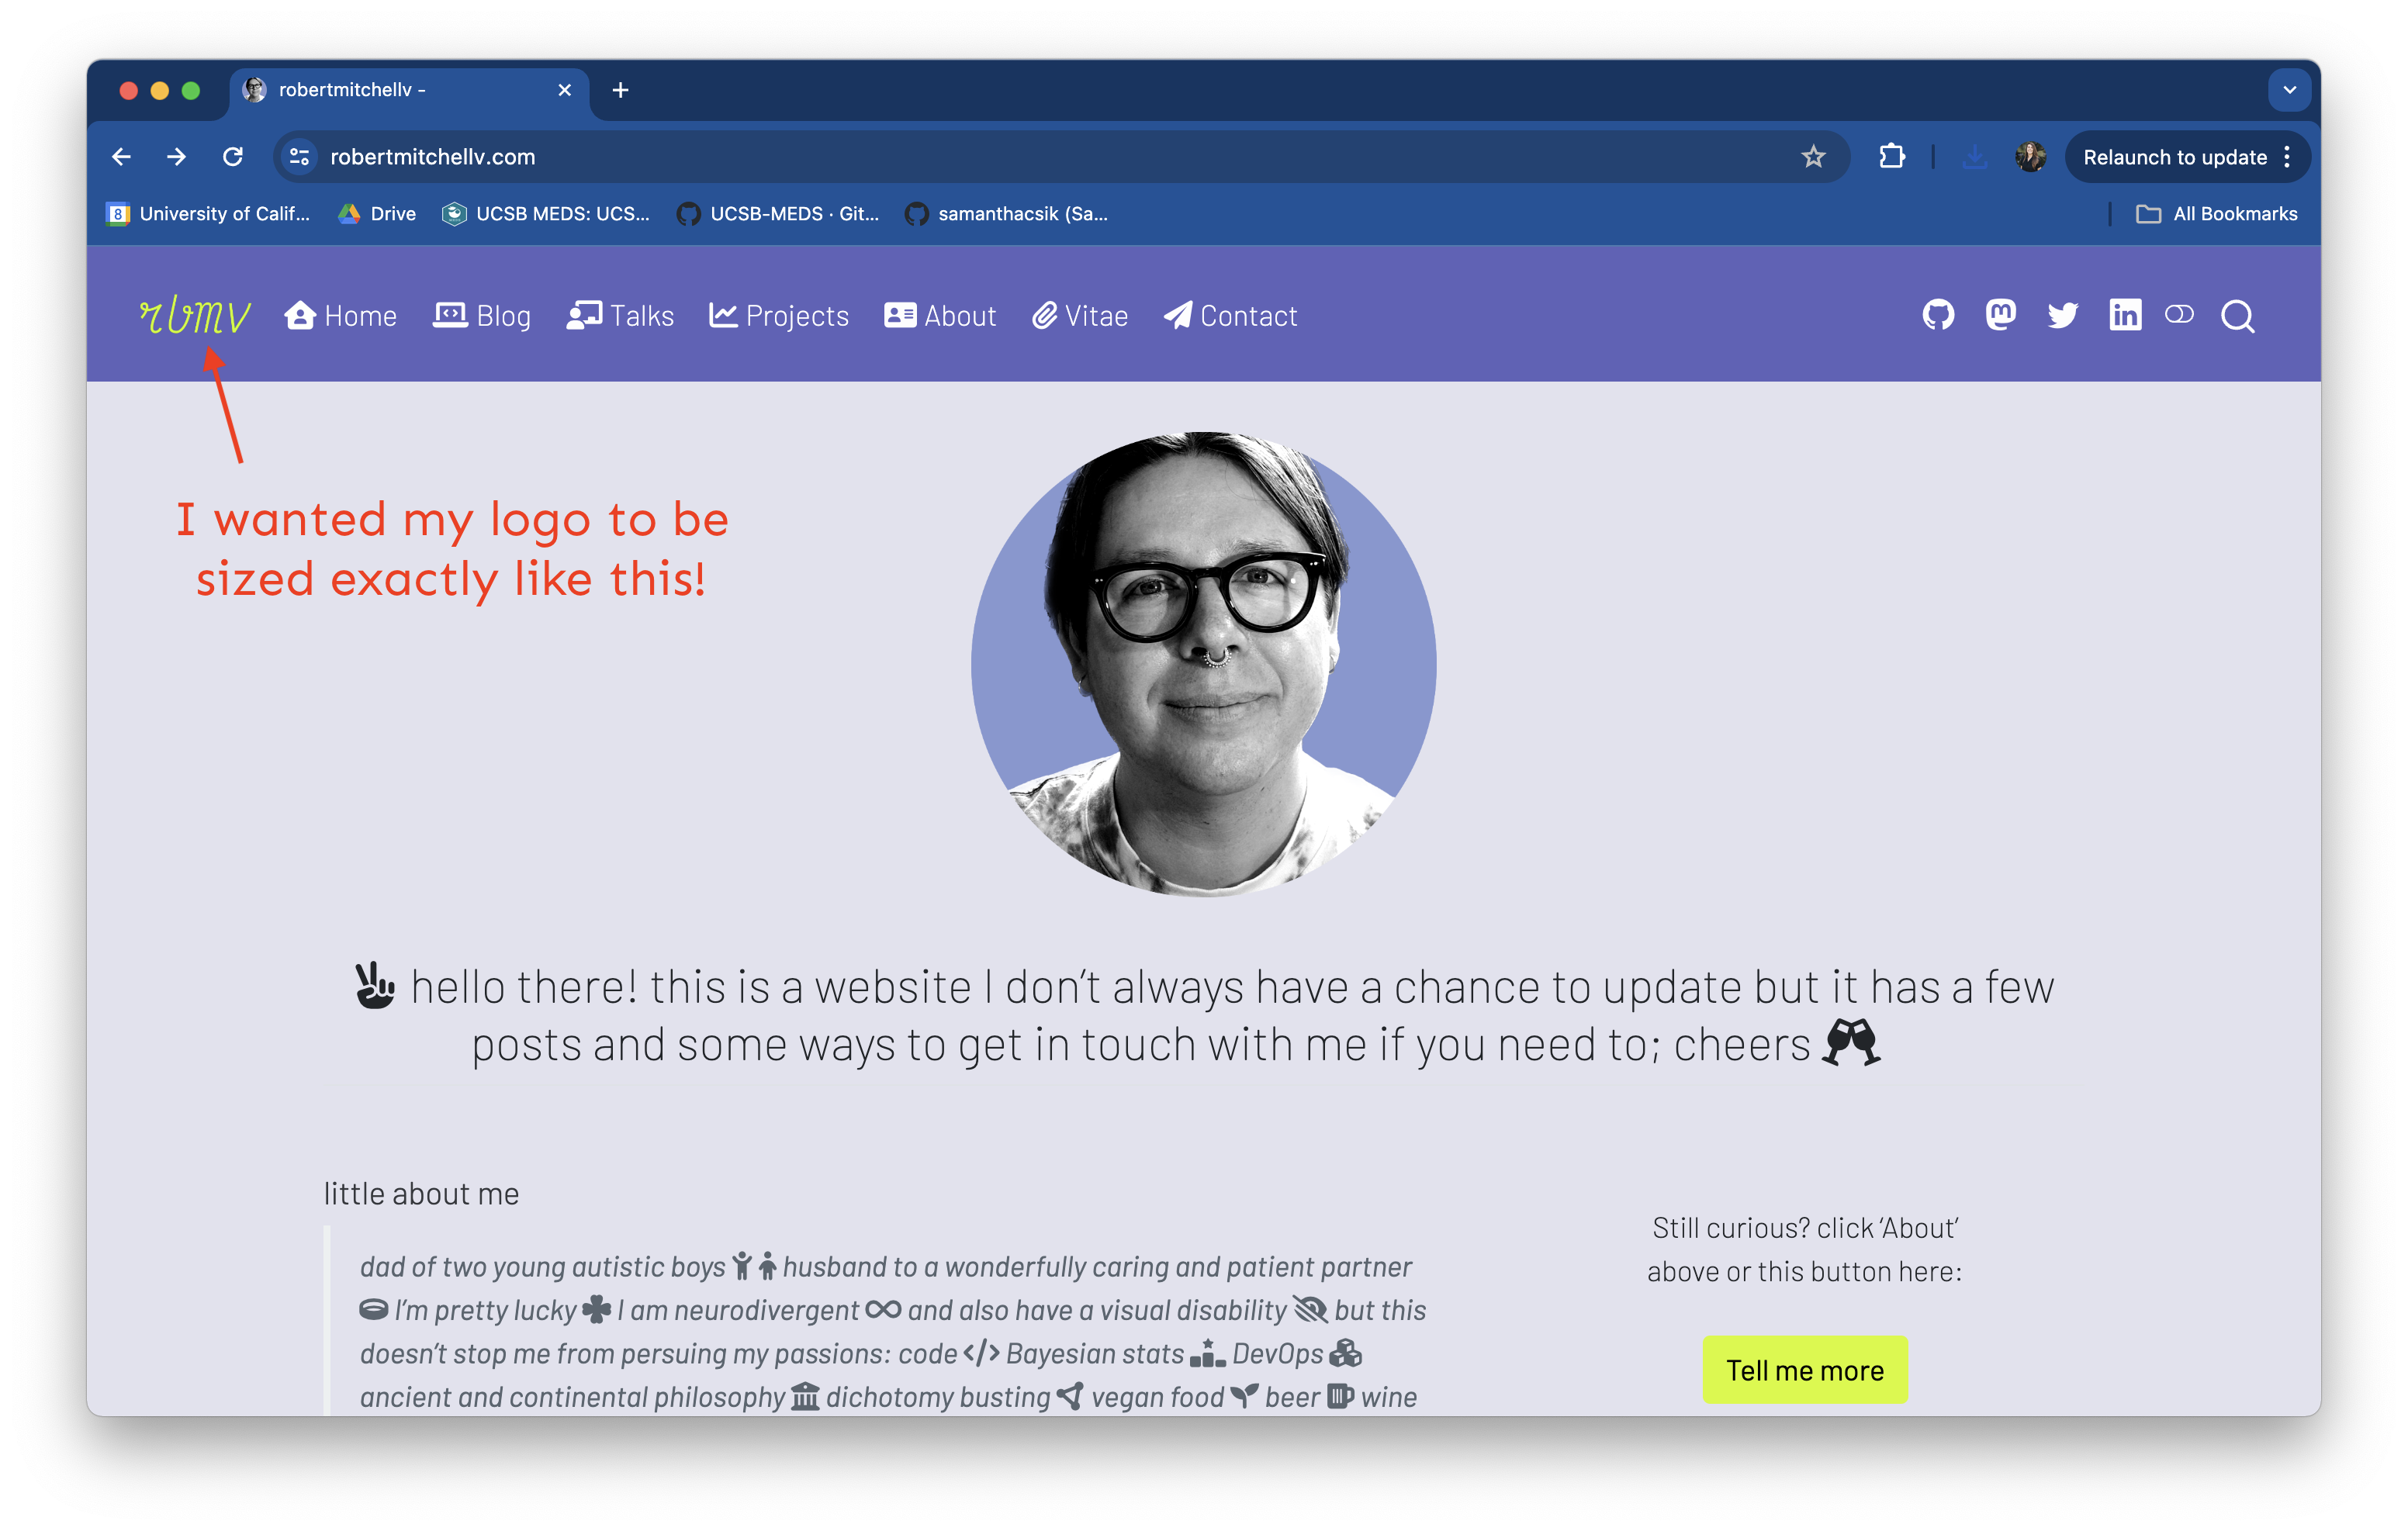 robertmitchellv -
robertmitchellv.com
Relaunch to update
8 University of Calif... Drive UCSB MEDS: UCS... UCSB-MEDS · Git... samanthacsik (Sa... All Bookmarks
rbmv Home Blog Talks Projects About Vitae Contact
I wanted my logo to be
sized exactly like this!
hello there! this is a website I don't always have a chance to update but it has a few
posts and some ways to get in touch with me if you need to; cheers
little about me
dad of two young autistic boys husband to a wonderfully caring and patient partner
I'm pretty lucky I am neurodivergent and also have a visual disability but this
doesn't stop me from persuing my passions: code Bayesian stats DevOps
ancient and continental philosophy dichotomy busting vegan food beer wine
Still curious? click ‘About’
above or this button here:
Tell me more